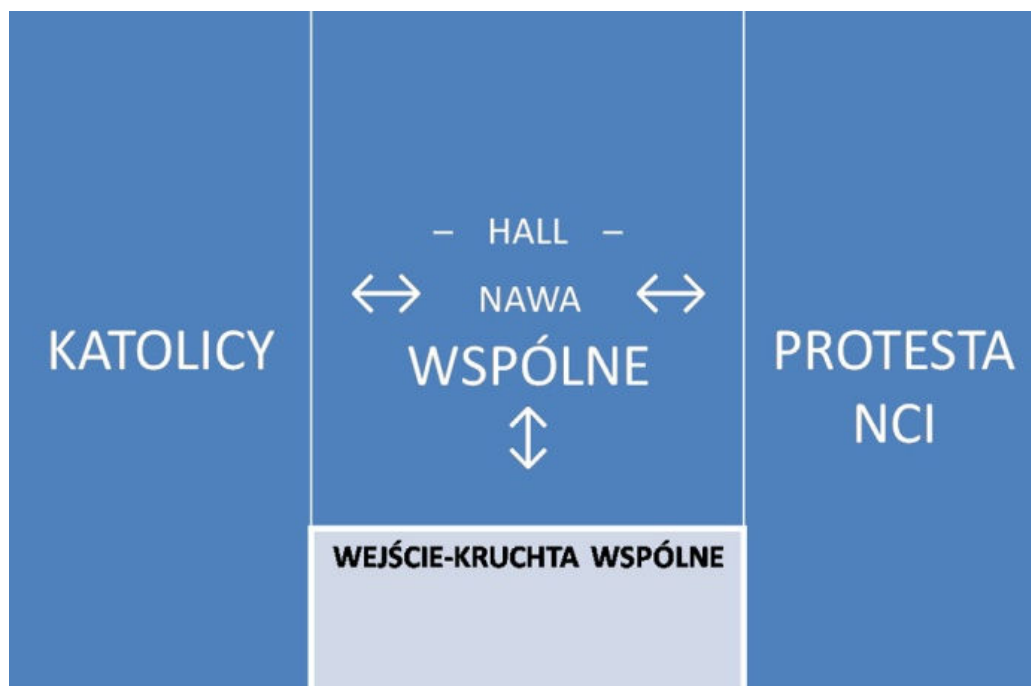 KATOLICY
– HALL –
NAWA
WSPÓLNE
PROTESTA
NCI
WEJŚCIE-KRUCHTA WSPÓLNE